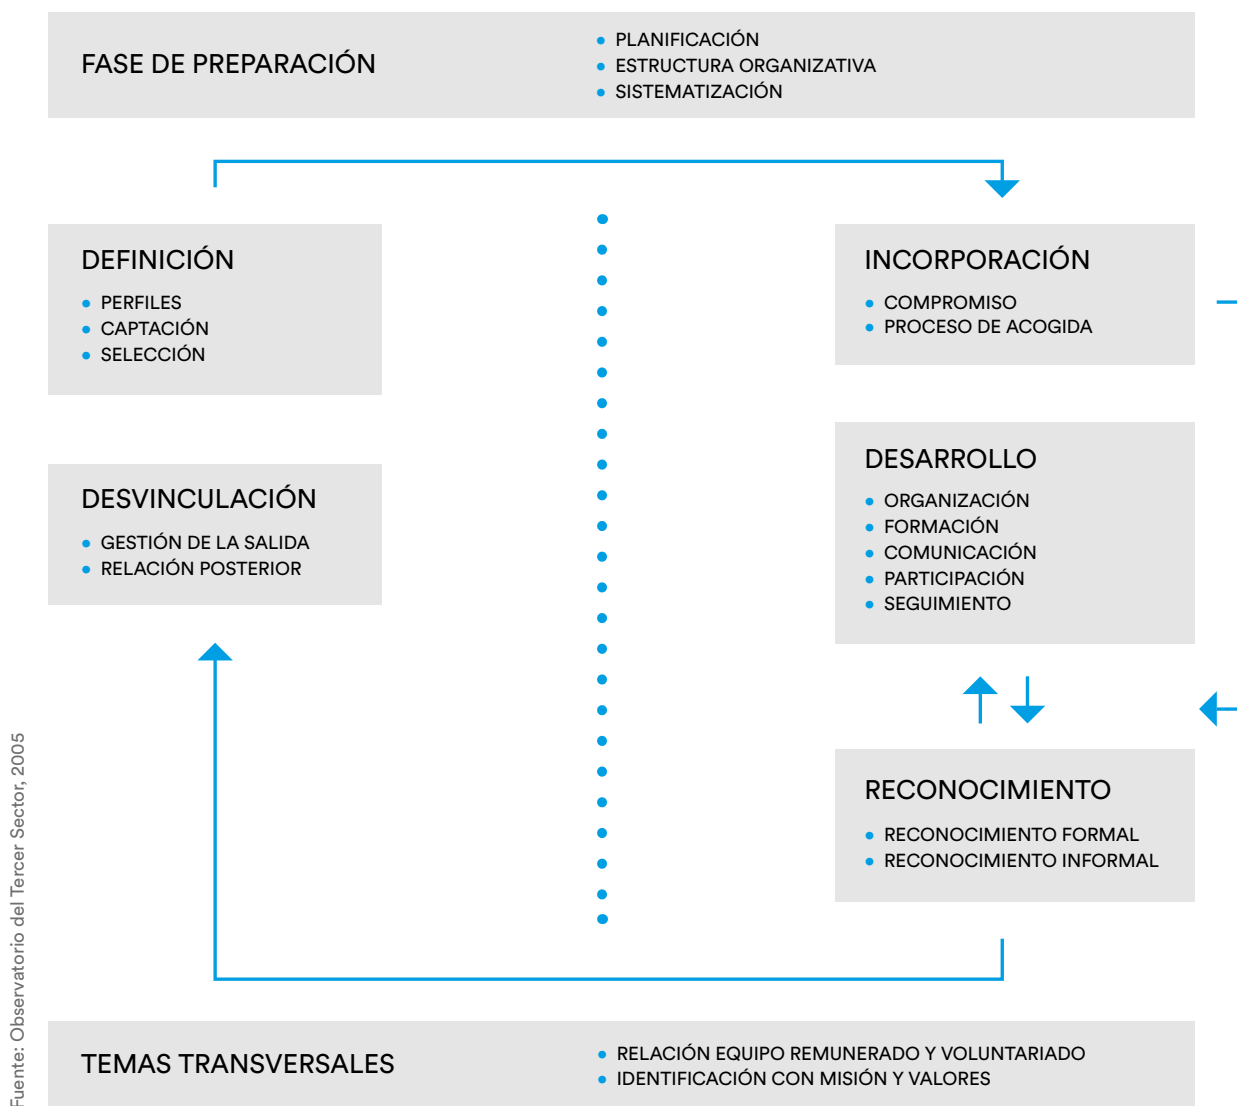 FASE DE PREPARACIÓN
• PLANIFICACIÓN
• ESTRUCTURA ORGANIZATIVA
• SISTEMATIZACIÓN
DEFINICIÓN
• PERFILES
• CAPTACIÓN
• SELECCIÓN
INCORPORACIÓN
• COMPROMISO
• PROCESO DE ACOGIDA
DESVINCULACIÓN
• GESTIÓN DE LA SALIDA
• RELACIÓN POSTERIOR
DESARROLLO
• ORGANIZACIÓN
• FORMACIÓN
• COMUNICACIÓN
• PARTICIPACIÓN
• SEGUIMIENTO
RECONOCIMIENTO
• RECONOCIMIENTO FORMAL
• RECONOCIMIENTO INFORMAL
TEMAS TRANSVERSALES
• RELACIÓN EQUIPO REMUNERADO Y VOLUNTARIADO
• IDENTIFICACIÓN CON MISIÓN Y VALORES
Fuente: Observatorio del Tercer Sector, 2005